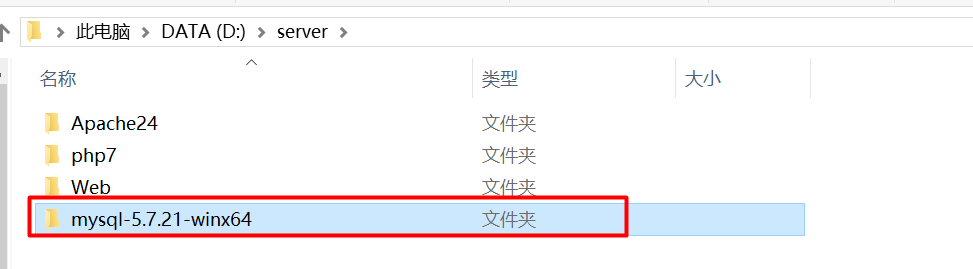 此电脑 > DATA (D:) > server >
名称 类型 大小
Apache24 文件夹
php7 文件夹
Web 文件夹
mysql-5.7.21-winx64 文件夹